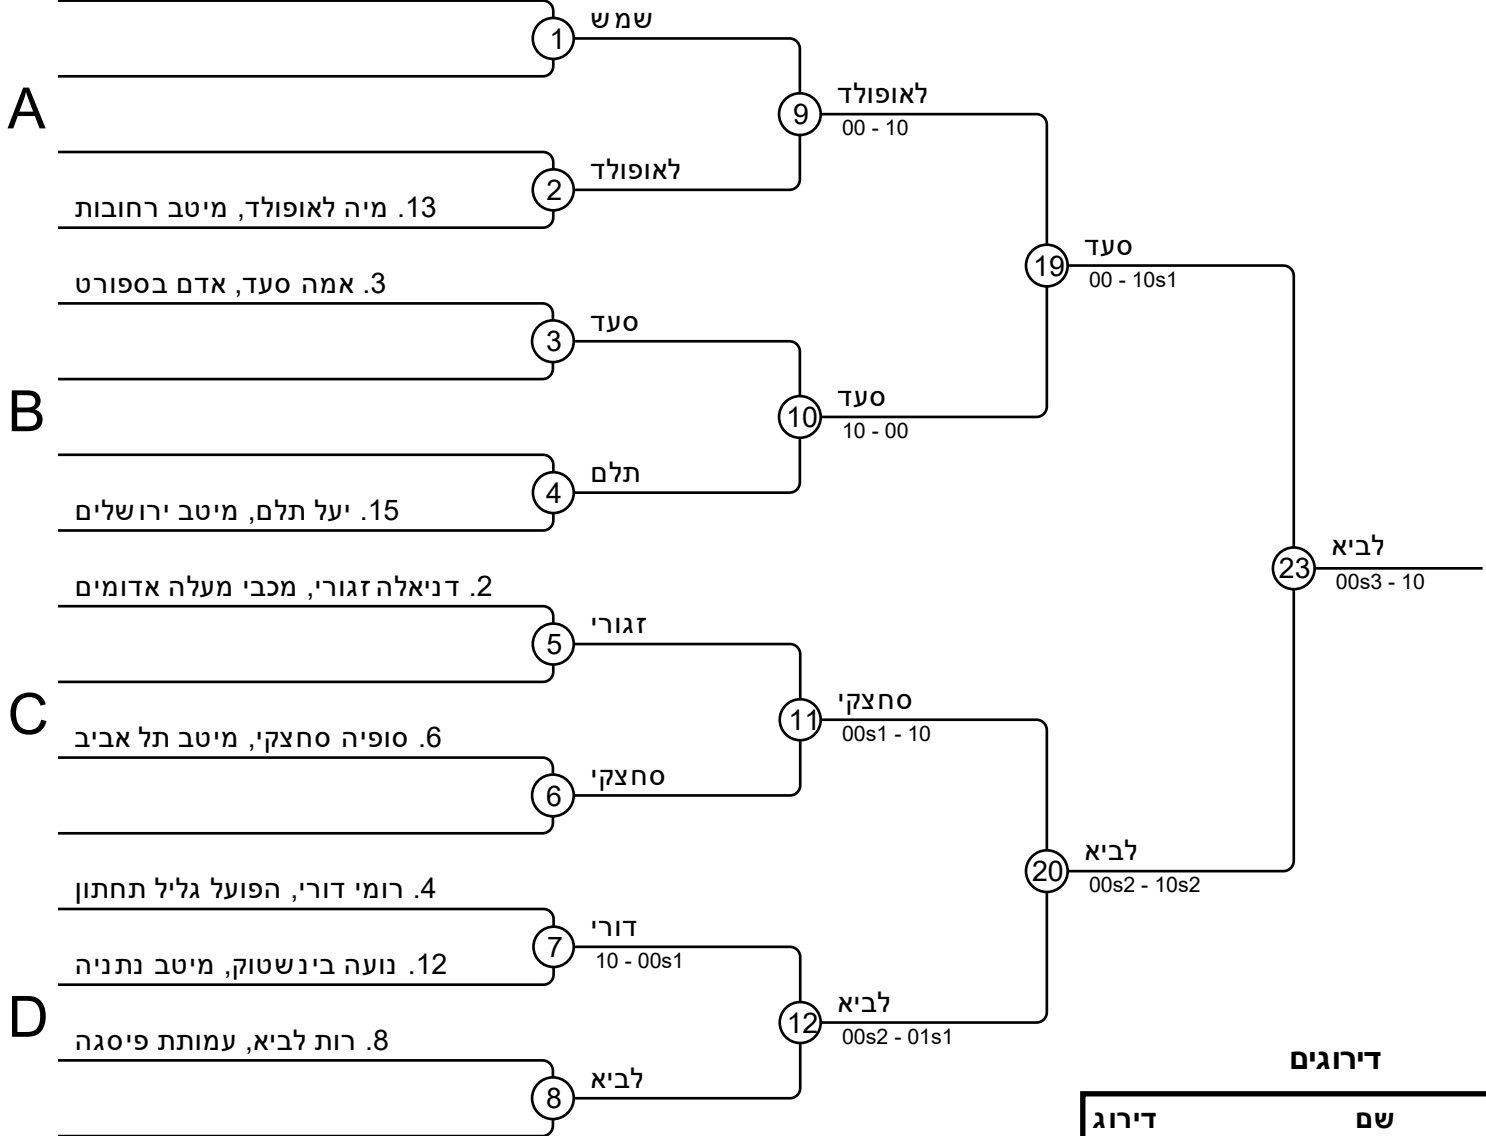 שמש
1
A
לאופולד
9
00 - 10
לאופולד
2
13. מיה לאופולד, מיטב רחובות
סעד
19
00 - 10s1
3. אמה סעד, אדם בספורט
סעד
3
B
סעד
10
10 - 00
תלם
4
15. יעל תלם, מיטב ירושלים
לביא
23
00s3 - 10
2. דניאלה זגורי, מכבי מעלה אדומים
זגורי
5
C
סחצקי
11
00s1 - 10
6. סופיה סחצקי, מיטב תל אביב
סחצקי
6
לביא
20
00s2 - 10s2
4. רומי דורי, הפועל גליל תחתון
דורי
7
10 - 00s1
12. נועה בינשטוק, מיטב נתניה
D
לביא
12
00s2 - 01s1
8. רות לביא, עמותת פיסגה
לביא
8
דירוגים
שם דירוג